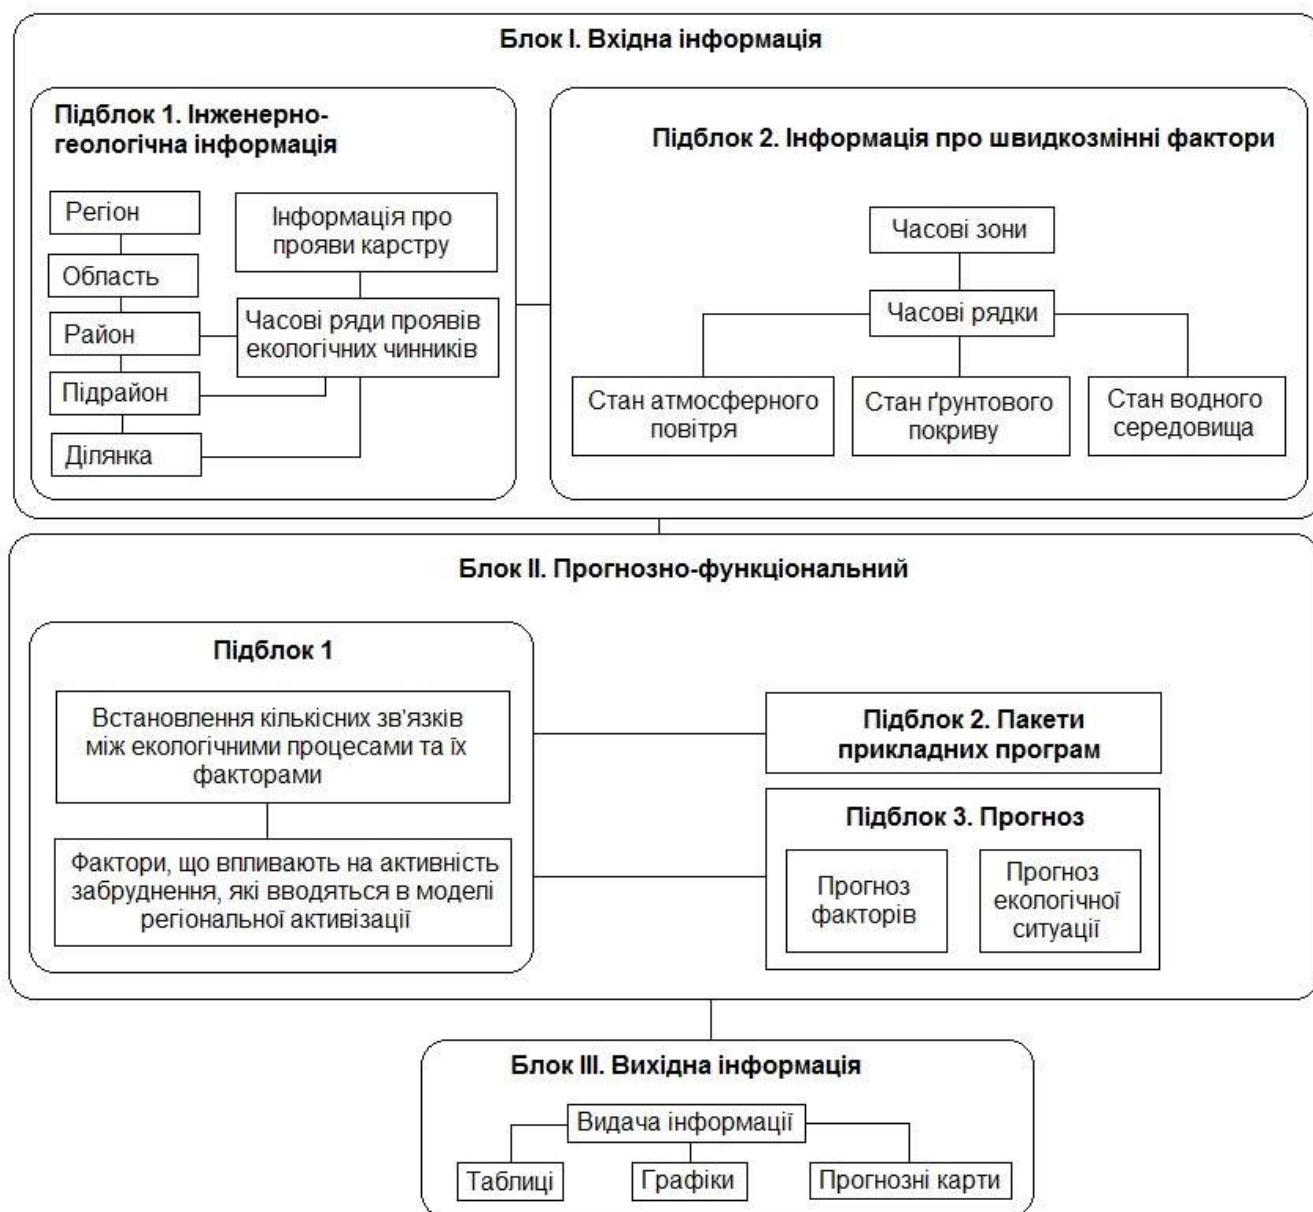 Блок I. Вхідна інформація
Підблок 1. Інженерно-
геологічна інформація
Регіон
Область
Район
Підрайон
Ділянка
Інформація про
прояви карстру
Часові ряди проявів
екологічних чинників
Підблок 2. Інформація про швидкозмінні фактори
Часові зони
Часові рядки
Стан атмосферного
повітря
Стан ґрунтового
покриву
Стан водного
середовища
Блок II. Прогнозно-функціональний
Підблок 1
Встановлення кількісних зв'язків
між екологічними процесами та їх
факторами
Фактори, що впливають на активність
забруднення, які вводяться в моделі
регіональної активізації
Підблок 2. Пакети
прикладних програм
Підблок 3. Прогноз
Прогноз
факторів
Прогноз
екологічної
ситуації
Блок III. Вихідна інформація
Видача інформації
Таблиці
Графіки
Прогнозні карти